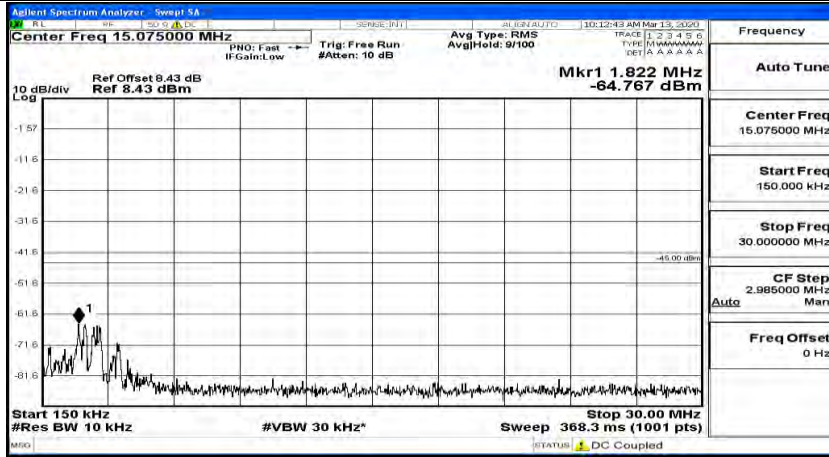 Agilent Spectrum Analyzer - Swept SA
RL RF 50 Ω DC SENSE:INT ALIGN AUTO 10:12:43 AM Mar 13, 2020
Center Freq 15.075000 MHz
PNO: Fast
IFGain:Low
Trig: Free Run
#Atten: 10 dB
Avg Type: RMS
Avg|Hold: 9/100
TRACE 1 2 3 4 5 6
TYPE MWWWWW
DET A A A A A A
Mkr1 1.822 MHz
-64.767 dBm
Ref Offset 8.43 dB
10 dB/div Ref 8.43 dBm
Log
-1.57
-11.6
-21.6
-31.6
-41.6
-45.00 dBm
-51.6
-61.6
1
-71.6
-81.6
Start 150 kHz Stop 30.00 MHz
#Res BW 10 kHz #VBW 30 kHz* Sweep 368.3 ms (1001 pts)
MSG STATUS DC Coupled
Frequency
Auto Tune
Center Freq
15.075000 MHz
Start Freq
150.000 kHz
Stop Freq
30.000000 MHz
CF Step
2.985000 MHz
Auto Man
Freq Offset
0 Hz